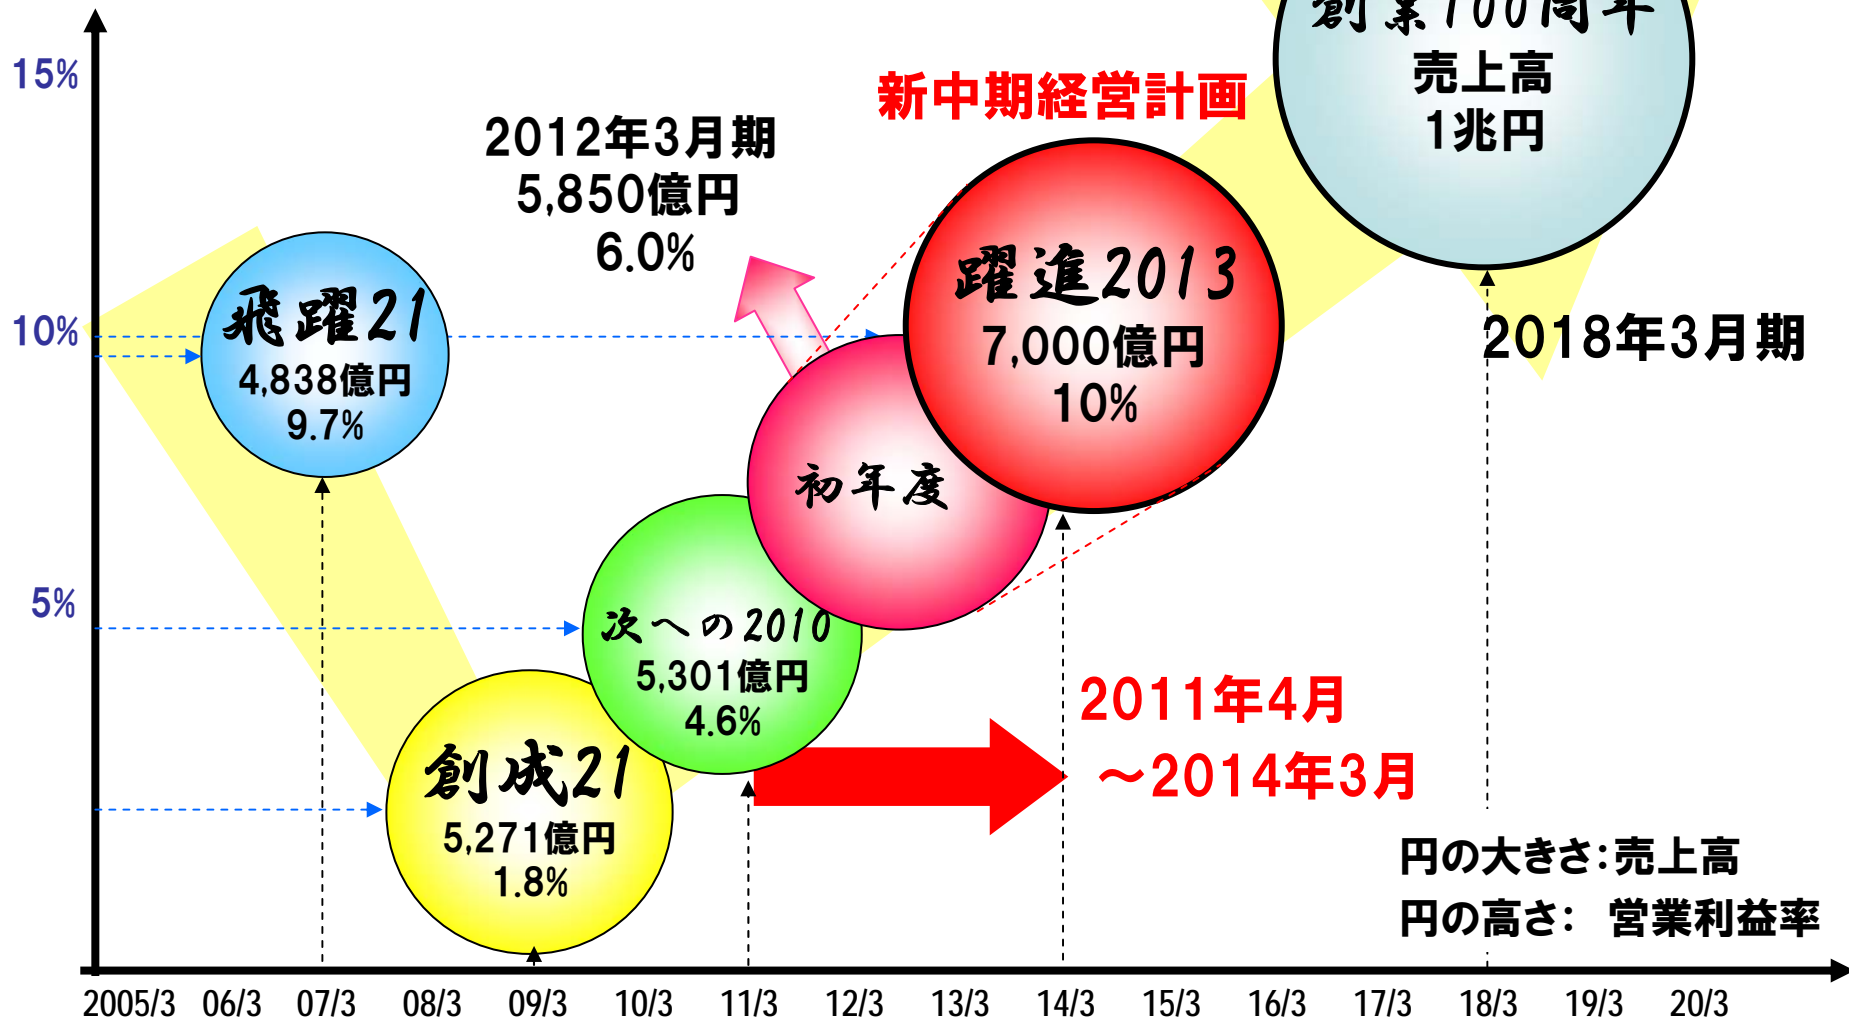 創業100周年
売上高
1兆円
15%
新中期経営計画
2012年3月期
5,850億円
6.0%
躍進2013
7,000億円
10%
飛躍21
4,838億円
9.7%
10%
2018年3月期
初年度
5%
次への2010
5,301億円
4.6%
2011年4月
～2014年3月
創成21
5,271億円
1.8%
円の大きさ：売上高
円の高さ： 営業利益率
2005/3 06/3 07/3 08/3 09/3 10/3 11/3 12/3 13/3 14/3 15/3 16/3 17/3 18/3 19/3 20/3